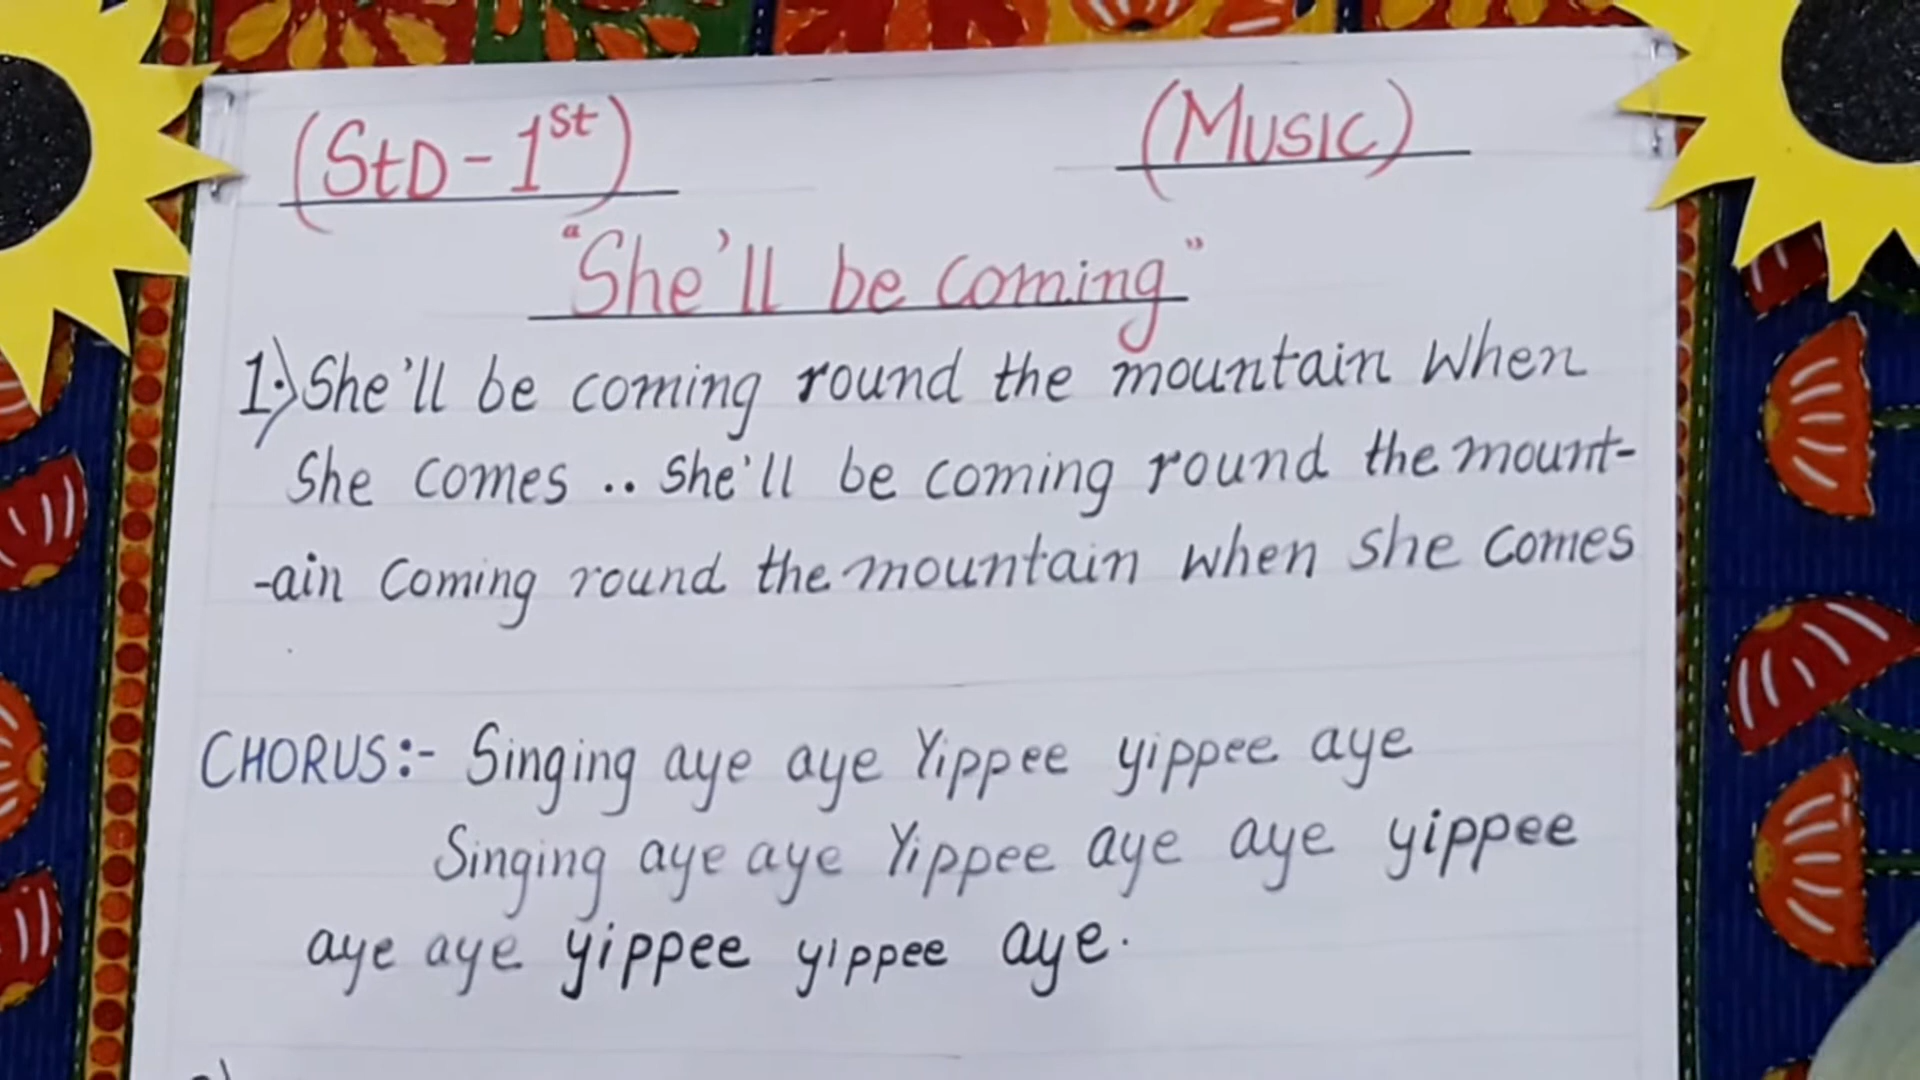 (StD - 1st) (MUSIC)
"She'll be coming"
1.) She'll be coming round the mountain when
She comes .. She'll be coming round the mount-
-ain Coming round the mountain when she comes
CHORUS:- Singing aye aye Yippee yippee aye
Singing aye aye Yippee aye aye yippee
aye aye yippee yippee aye.